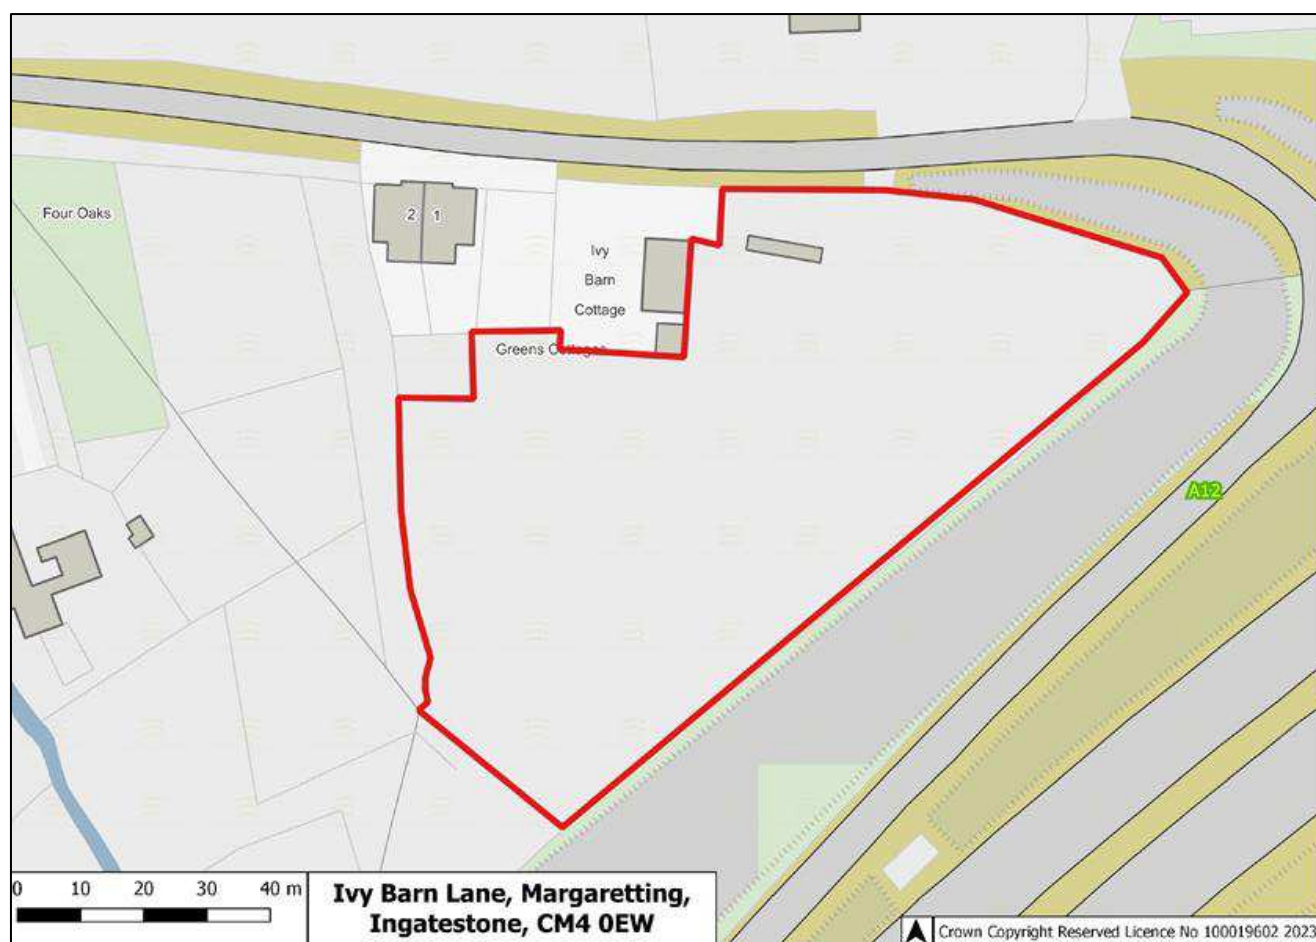 Four Oaks
2 1
Ivy
Barn
Cottage
Greens Cottages
A12
0 10 20 30 40 m
Ivy Barn Lane, Margaretting,
Ingatestone, CM4 0EW
Crown Copyright Reserved Licence No 100019602 2023